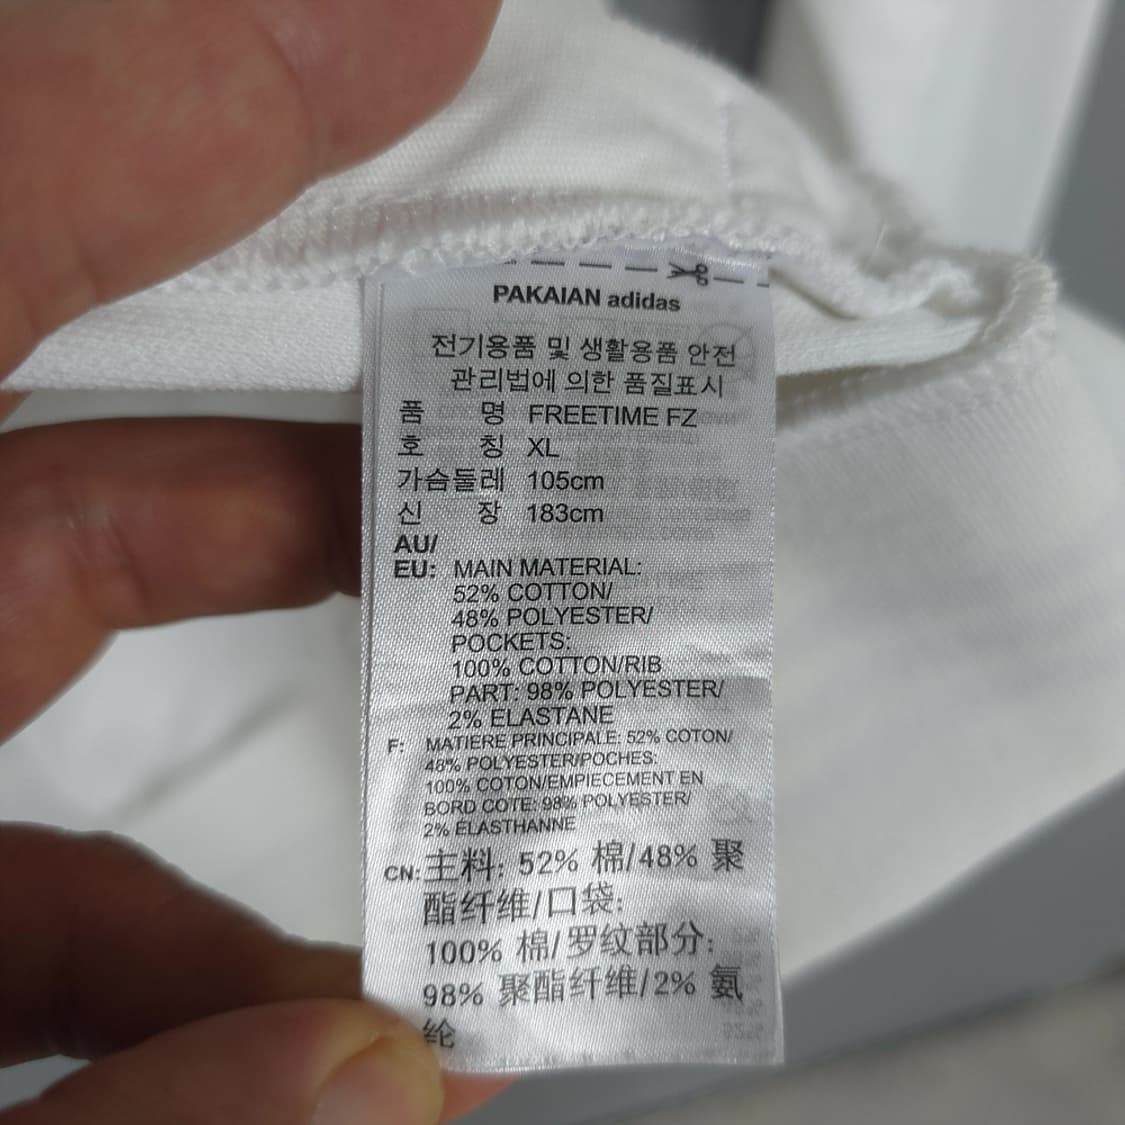 PAKAIAN adidas
전기용품 및 생활용품 안전
관리법에 의한 품질표시
품 명 FREETIME FZ
호 칭 XL
가슴둘레 105cm
신 장 183cm
AU/
EU: MAIN MATERIAL:
52% COTTON/
48% POLYESTER/
POCKETS:
100% COTTON/RIB
PART: 98% POLYESTER/
2% ELASTANE
F: MATIERE PRINCIPALE: 52% COTON/
48% POLYESTER/POCHES:
100% COTON/EMPIECEMENT EN
BORD COTE: 98% POLYESTER/
2% ELASTHANNE
CN: 主料: 52% 棉/48% 聚
酯纤维/口袋:
100% 棉/罗纹部分:
98% 聚酯纤维/2% 氨
纶